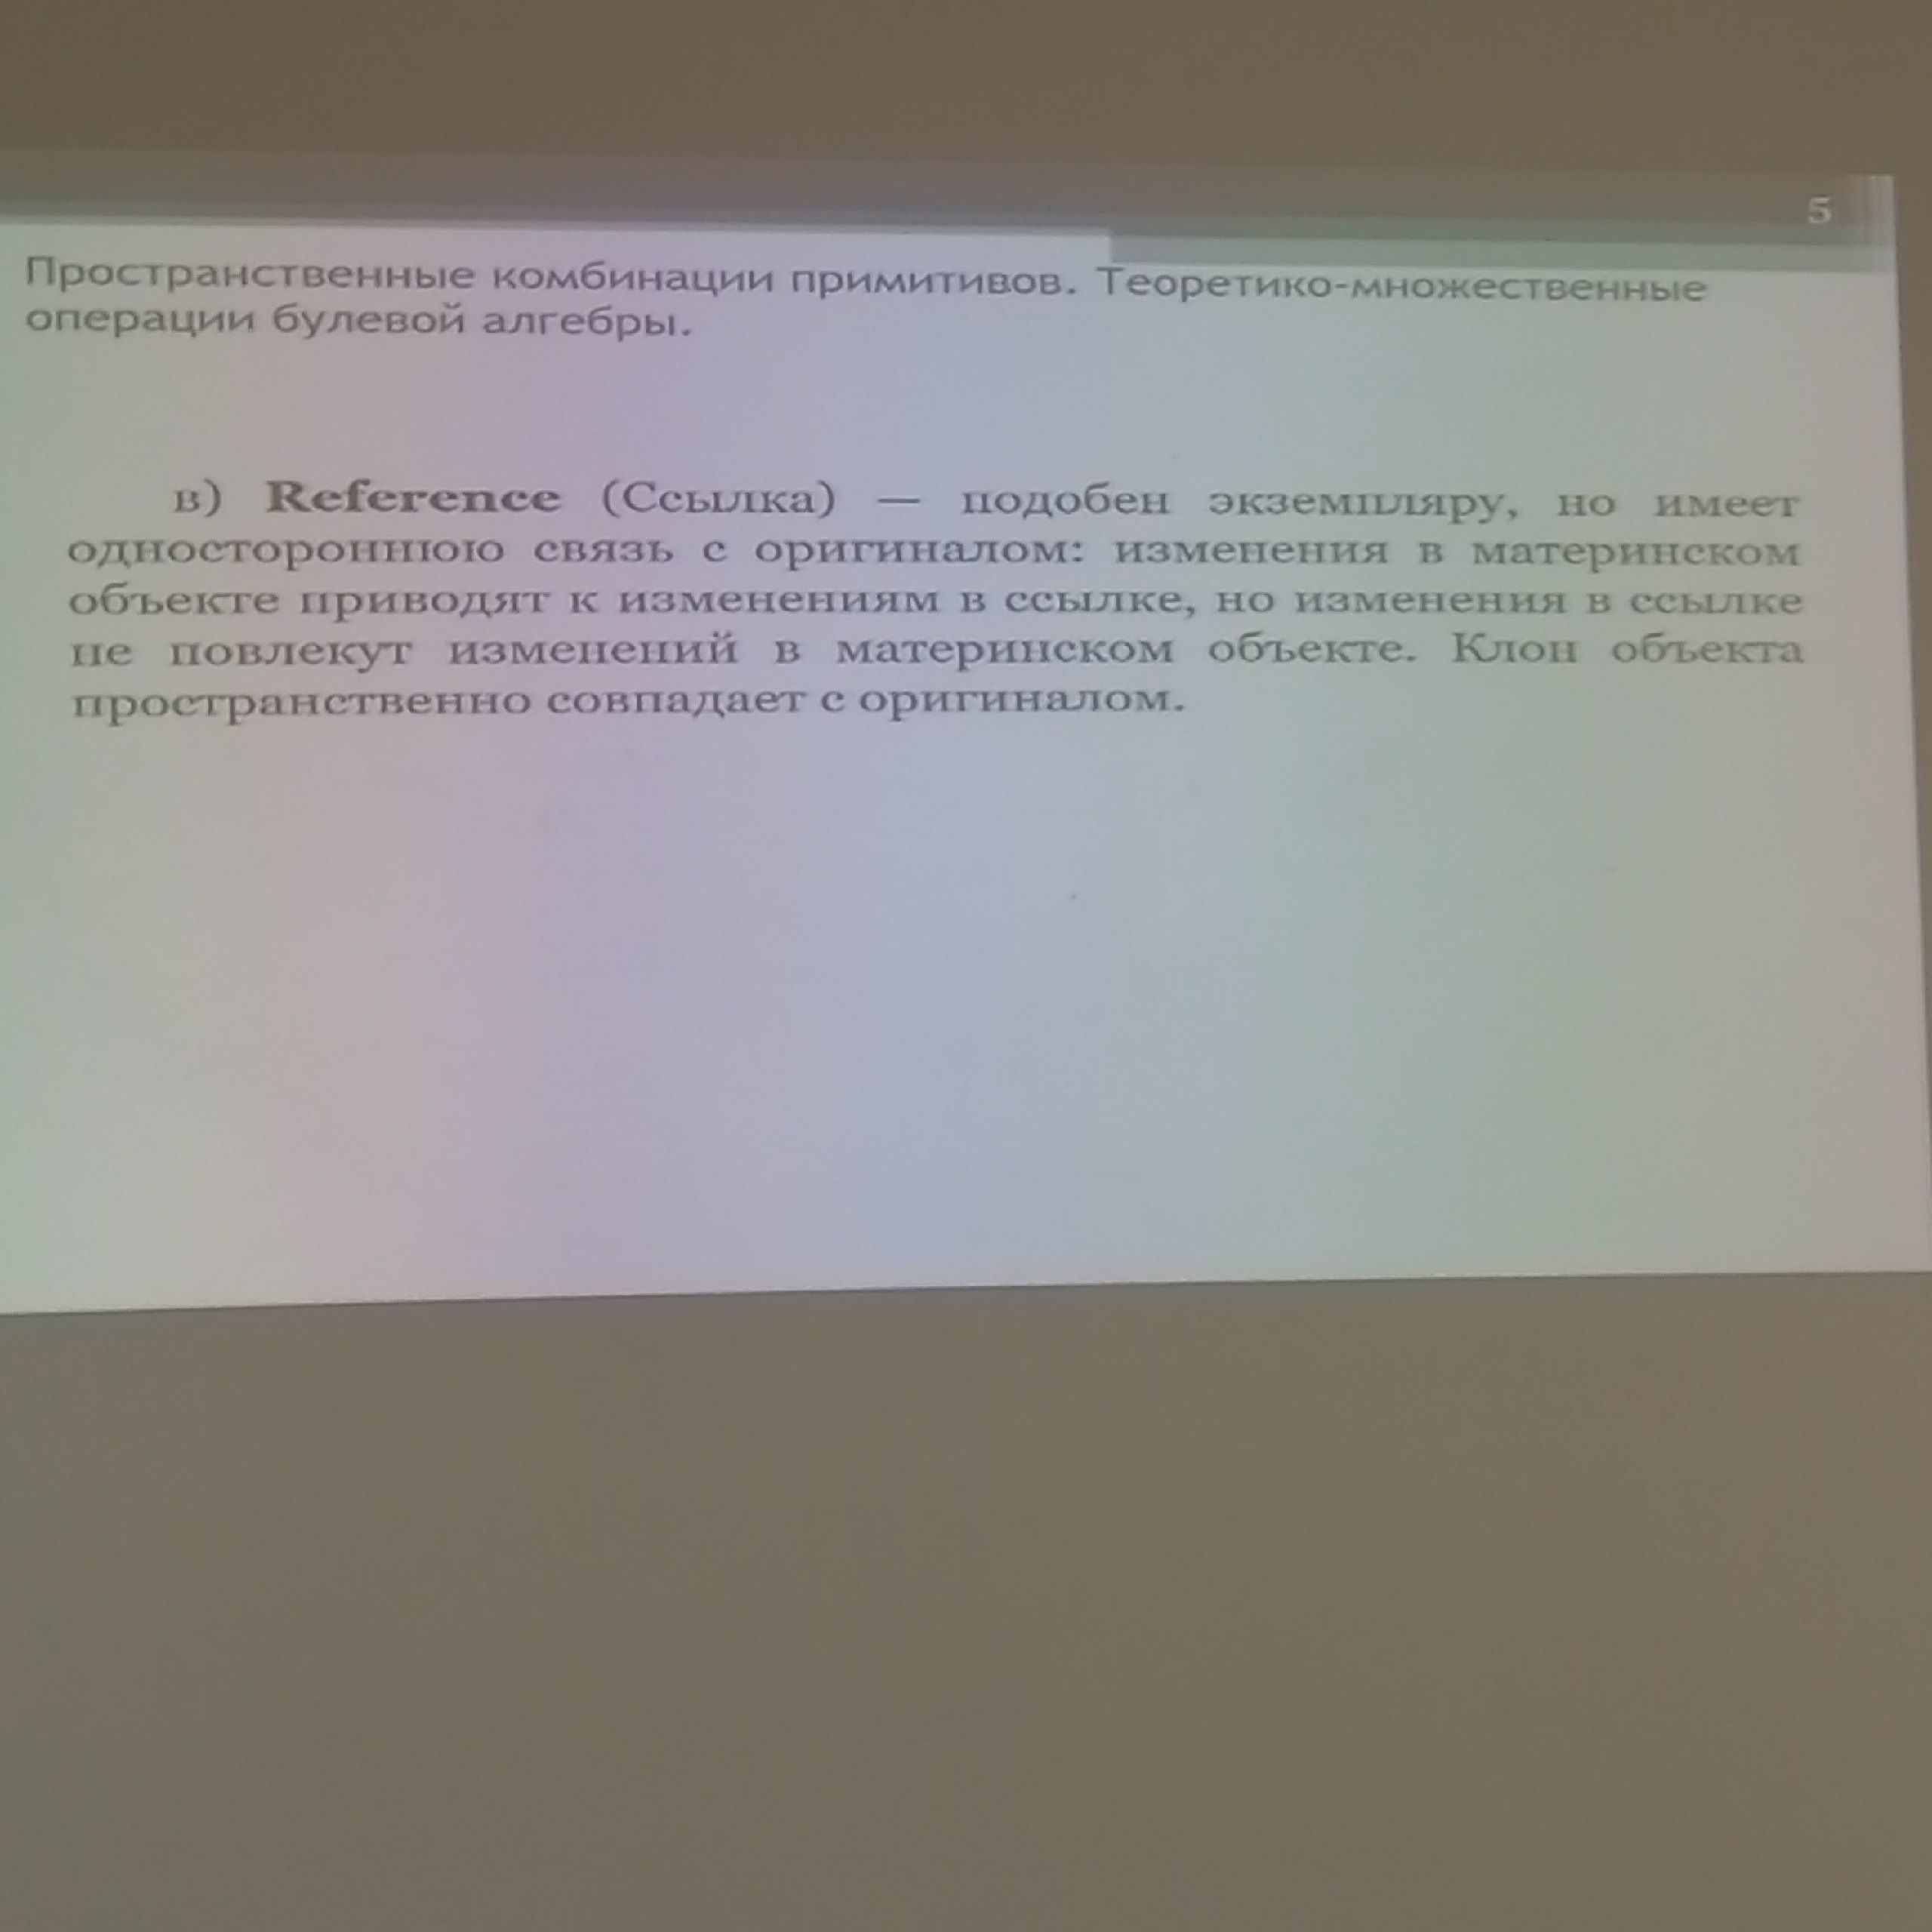 5
Пространственные комбинации примитивов. Теоретико-множественные
операции булевой алгебры.
в) Reference (Ссылка) — подобен экземпляру, но имеет
одностороннюю связь с оригиналом: изменения в материнском
объекте приводят к изменениям в ссылке, но изменения в ссылке
не повлекут изменений в материнском объекте. Клон объекта
пространственно совпадает с оригиналом.